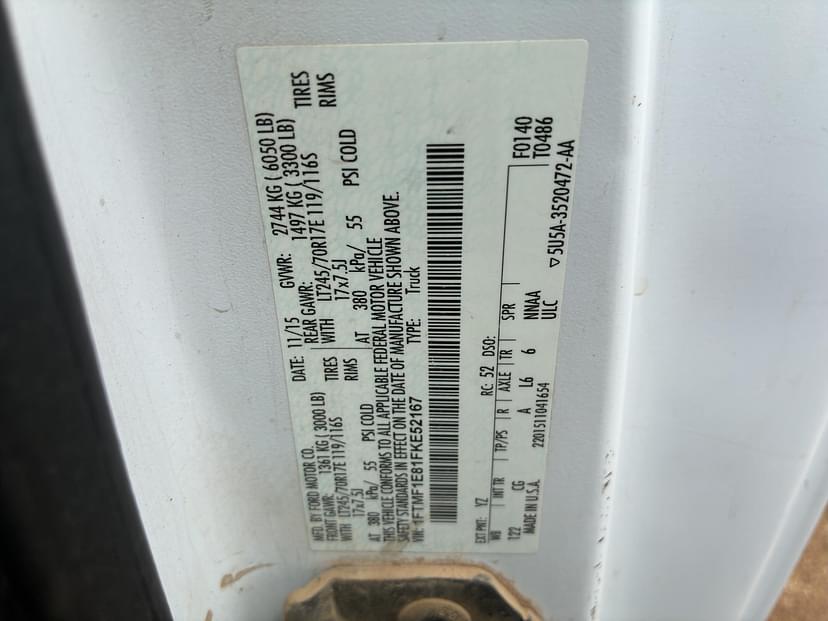 MFD. BY FORD MOTOR CO.
DATE: 11/15 GVWR: 2744 KG ( 6050 LB)
FRONT GAWR: 1361 KG ( 3000 LB) REAR GAWR: 1497 KG ( 3300 LB)
WITH LT245/70R17E 119/116S TIRES WITH LT245/70R17E 119/116S TIRES
17x7.5J RIMS 17x7.5J RIMS
AT 380 kPa/ 55 PSI COLD AT 380 kPa/ 55 PSI COLD
THIS VEHICLE CONFORMS TO ALL APPLICABLE FEDERAL MOTOR VEHICLE
SAFETY STANDARDS IN EFFECT ON THE DATE OF MANUFACTURE SHOWN ABOVE.
VIN: 1FTMF1E81FKE52167 TYPE: Truck
EXT PNT: YZ RC: 52 DSO: F0140
WB INT TR TP/PS R AXLE TR SPR T0486
122 CG A L6 6 NNAA
MADE IN U.S.A. 2201511041654 ULC
▽5U5A-3520472-AA